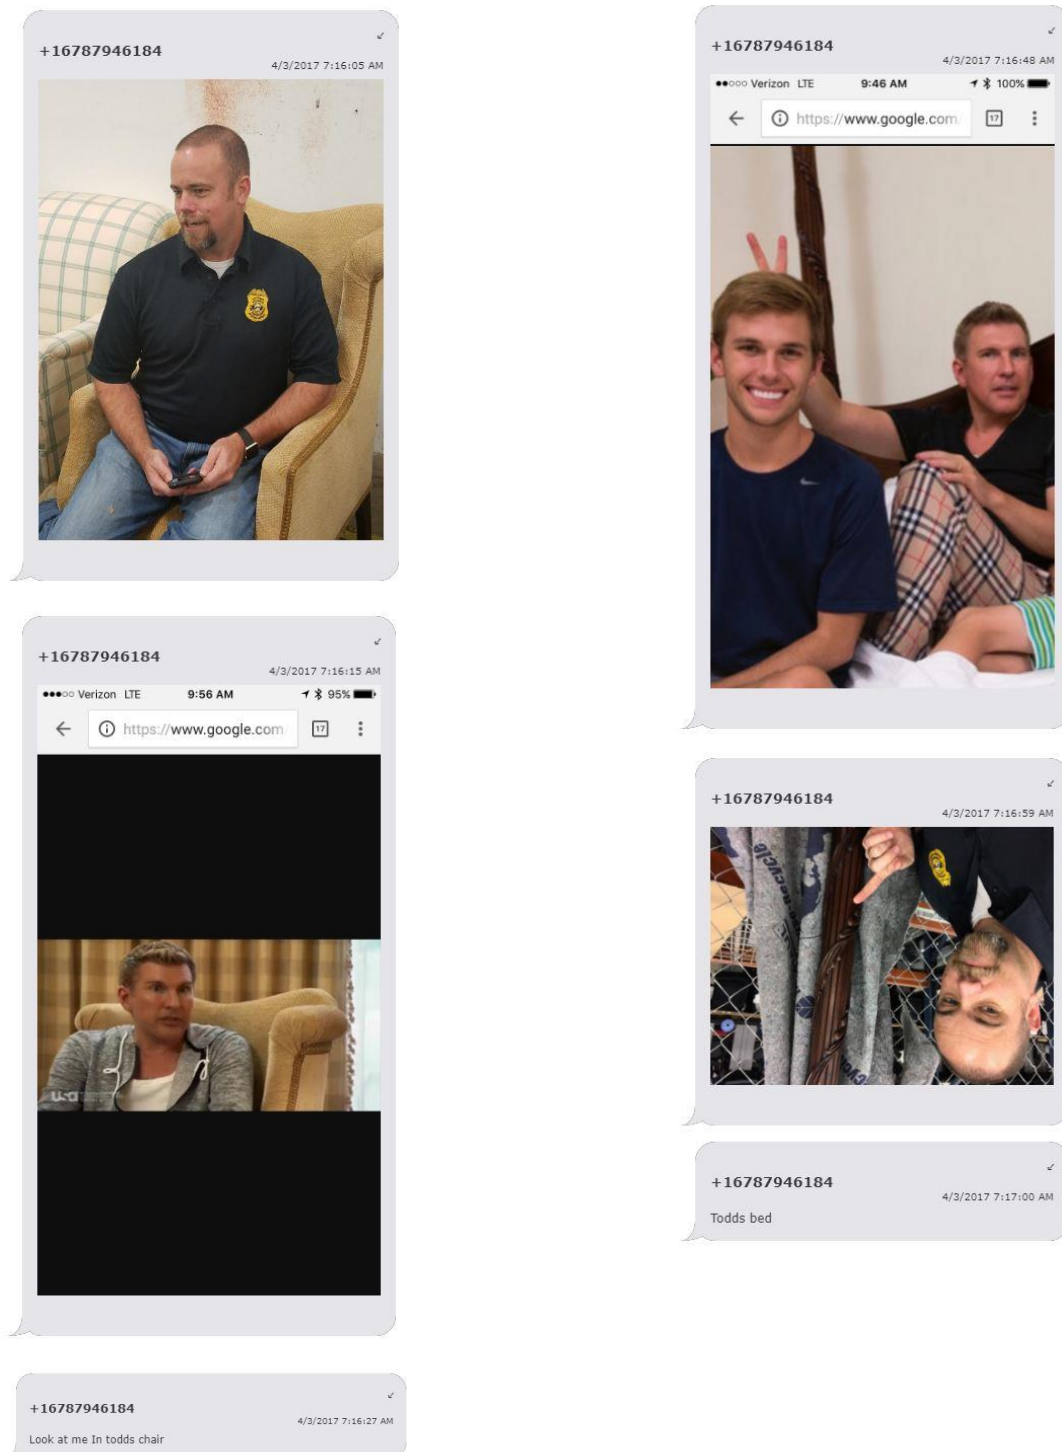 +16787946184
4/3/2017 7:16:05 AM
+16787946184
4/3/2017 7:16:15 AM
Verizon LTE 9:56 AM 95%
https://www.google.com 17
usa
+16787946184
4/3/2017 7:16:27 AM
Look at me In todds chair
+16787946184
4/3/2017 7:16:48 AM
Verizon LTE 9:46 AM 100%
https://www.google.com 17
+16787946184
4/3/2017 7:16:59 AM
+16787946184
4/3/2017 7:17:00 AM
Todds bed